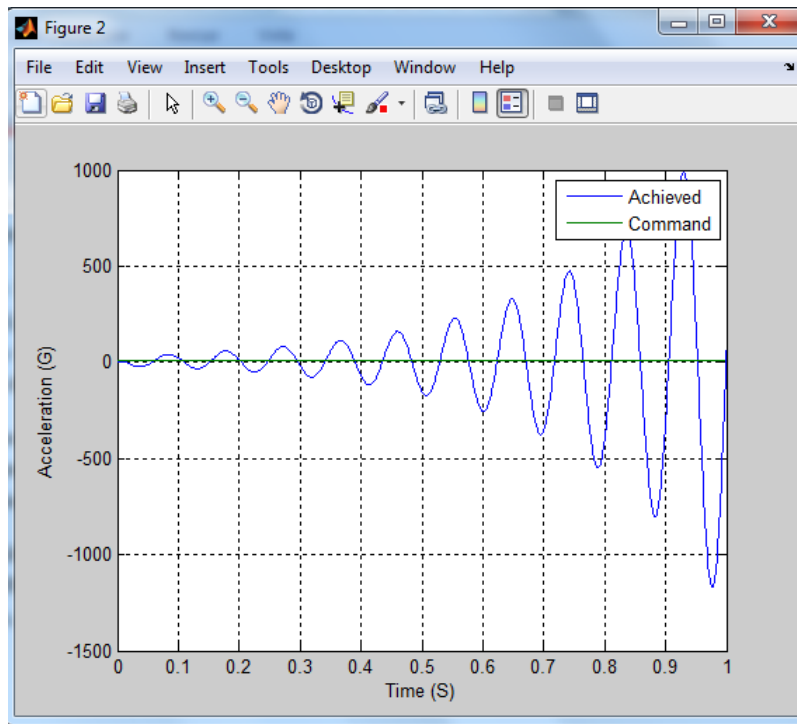 Figure 2
File Edit View Insert Tools Desktop Window Help
Achieved
Command
1000
500
0
-500
-1000
-1500
Acceleration (G)
0 0.1 0.2 0.3 0.4 0.5 0.6 0.7 0.8 0.9 1
Time (S)